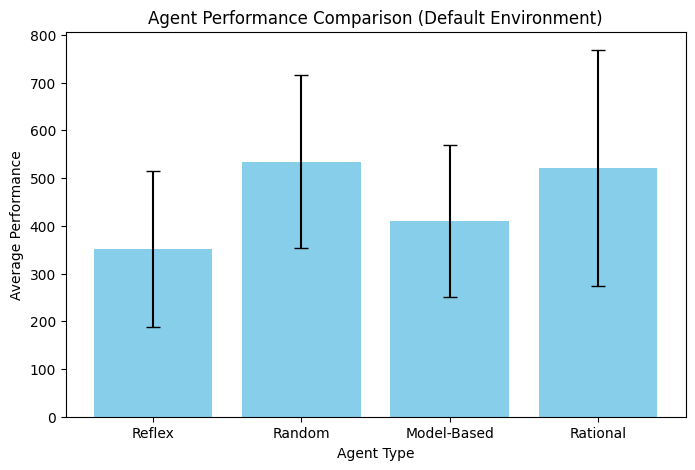 Agent Performance Comparison (Default Environment)
800
700
600
500
400
300
200
100
0
Average Performance
Reflex
Random
Model-Based
Rational
Agent Type